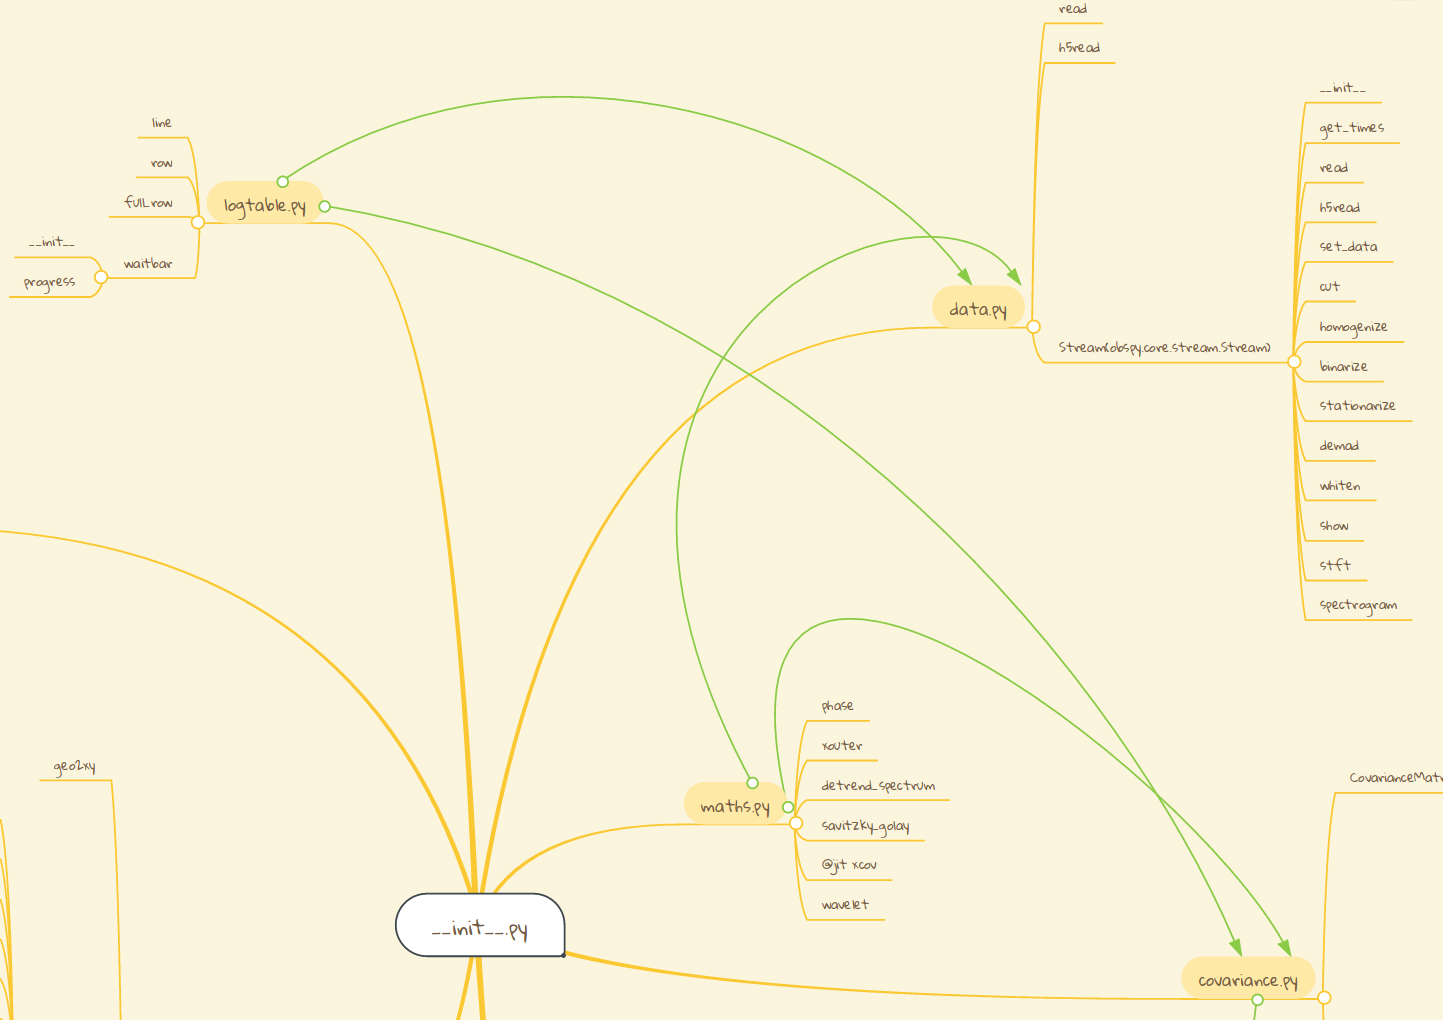 read
h5read
__init__
get_times
read
h5read
set_data
cut
homogenize
binarize
stationarize
demad
whiten
show
stft
spectrogram
Stream(obspy.core.stream.Stream)
data.py
line
row
full_row
waitbar
__init__
progress
logtable.py
geo2xy
phase
xouter
detrend_spectrum
savitzky_golay
@jit xcov
wavelet
maths.py
__init__.py
CovarianceMatr
covariance.py